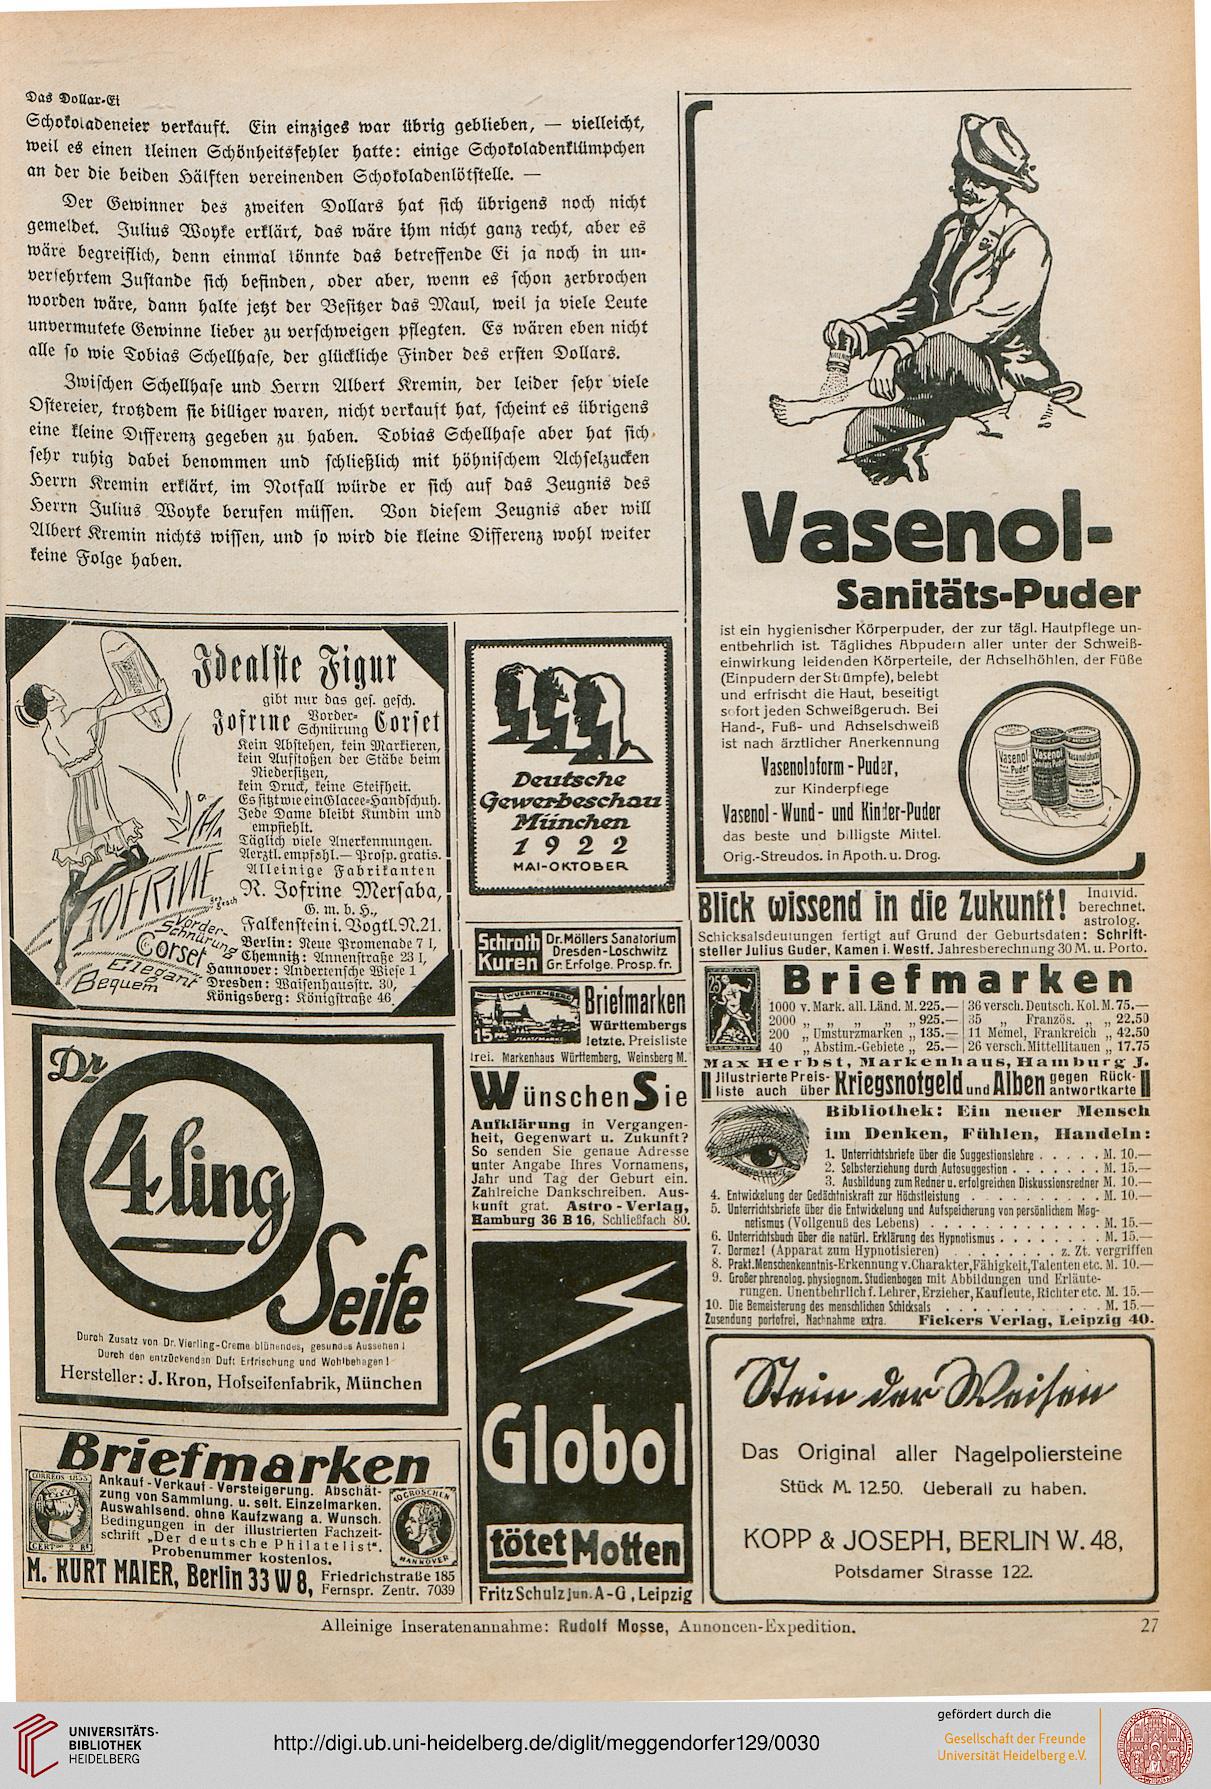 Das Dollar-Ei
Schokoladeneier verkauft. Ein einziges war übrig geblieben, — vielleicht,
weil es einen kleinen Schönheitsfehler hatte: einige Schokoladenklümpchen
an der die beiden Hälften vereinenden Schokoladenlötstelle. —
Der Gewinner des zweiten Dollars hat sich übrigens noch nicht
gemeldet. Julius Woyke erklärt, das wäre ihm nicht ganz recht, aber es
wäre begreiflich, denn einmal könnte das betreffende Ei ja noch in un-
versehrtem Zustande sich befinden, oder aber, wenn es schon zerbrochen
worden wäre, dann halte jetzt der Besitzer das Maul, weil ja viele Leute
unvermutete Gewinne lieber zu verschweigen pflegten. Es wären eben nicht
alle so wie Tobias Schellhase, der glückliche Finder des ersten Dollars.
Zwischen Schellhase und Herrn Albert Kremin, der leider sehr viele
Ostereier, trotzdem sie billiger waren, nicht verkauft hat, scheint es übrigens
eine kleine Differenz gegeben zu haben. Tobias Schellhase aber hat sich
sehr ruhig dabei benommen und schließlich mit höhnischem Achselzucken
Herrn Kremin erklärt, im Notfall würde er sich auf das Zeugnis des
Herrn Julius Woyke berufen müssen. Von diesem Zeugnis aber will
Albert Kremin nichts wissen, und so wird die kleine Differenz wohl weiter
keine Folge haben.
Idealste Figur
gibt nur das ges. gesch.
Jofrine Vorder-Schnürung Corset
Kein Abstehen, kein Markieren,
kein Aufstoßen der Stäbe beim
Niedersitzen,
kein Druck, keine Steifheit.
Es sitzt wie ein Glacee-Handschuh.
Jede Dame bleibt Kundin und
empfiehlt.
Täglich viele Anerkennungen.
Aerztl. empfohl. — Prosp. gratis.
Alleinige Fabrikanten
N. Jofrine Mersaba,
G. m. b. H.,
Falkenstein i. Vogtl. N. 21.
Berlin: Neue Promenade 7 I,
Chemnitz: Annenstraße 23 I,
Hannover: Andertensche Wiese 1
Dresden: Waisenhausstr. 30,
Königsberg: Königstraße 46.
JOFRINE
ges. gesch
Vorder-
Schnürung
Corset
Elegant
Bequem
Dr.
4ling
Seife
Durch Zusatz von Dr. Vierling-Creme blühendes, gesundes Aussehen!
Durch den entzückenden Duft Erfrischung und Wohlbehagen!
Hersteller: J. Kron, Hofseifenfabrik, München
Briefmarken
CORREOS 1855
CERTdo 2 Rs
10 GROSCHEN
HANNOVER
Ankauf - Verkauf - Versteigerung. Abschät-
zung von Sammlung. u. selt. Einzelmarken.
Auswahlsend. ohne Kaufzwang a. Wunsch.
Bedingungen in der illustrierten Fachzeit-
schrift „Der deutsche Philatelist“.
Probenummer kostenlos.
M. KURT MAIER, Berlin 33 W 8, Friedrichstraße 185
Fernspr. Zentr. 7039
Deutsche
Gewerbeschau
München
1922
MAI-OKTOBER
Schroth
Kuren
Dr. Möllers Sanatorium
Dresden-Loschwitz
Gr. Erfolge. Prosp. fr.
WUERTTEMBERG
15
Briefmarken
Württembergs
letzte. Preisliste
frei. Markenhaus Württemberg, Weinsberg M.
Wünschen Sie
Aufklärung in Vergangen-
heit, Gegenwart u. Zukunft?
So senden Sie genaue Adresse
unter Angabe Ihres Vornamens,
Jahr und Tag der Geburt ein.
Zahlreiche Dankschreiben. Aus-
kunft grat. Astro-Verlag,
Hamburg 36 B 16, Schließfach 80.
Globol
tötet Motten
Fritz Schulz jun. A-G, Leipzig
Vasenol-
Sanitäts-Puder
ist ein hygienischer Körperpuder, der zur tägl. Hautpflege un-
entbehrlich ist. Tägliches Abpudern aller unter der Schweiß-
einwirkung leidenden Körperteile, der Achselhöhlen, der Füße
(Einpudern der Strümpfe), belebt
und erfrischt die Haut, beseitigt
sofort jeden Schweißgeruch. Bei
Hand-, Fuß- und Achselschweiß
ist nach ärztlicher Anerkennung
Vasenoloform - Puder,
zur Kinderpflege
Vasenol - Wund - und Kinder-Puder
das beste und billigste Mittel.
Orig.-Streudos. in Apoth. u. Drog.
Blick wissend in die Zukunft! Individ.
berechnet.
astrolog.
Schicksalsdeutungen fertigt auf Grund der Geburtsdaten: Schrift-
steller Julius Guder, Kamen i. Westf. Jahresberechnung 30 M. u. Porto.
25
Briefmarken
1000 v. Mark. all. Länd. M. 225.— | 36 versch. Deutsch. Kol. M. 75.—
2000 „ „ „ „ „ 925.— | 35 „ Französ. „ „ 22.50
200 „ Umsturzmarken „ 135.— | 11 Memel, Frankreich „ 42.50
40 „ Abstim.-Gebiete „ 25.— | 26 versch. Mittellitauen „ 17.75
Max Herbst, Markenhaus, Hamburg J.
Jllustrierte Preis-
liste auch über Kriegsnotgeld und Alben gegen Rück-
antwortkarte
Bibliothek: Ein neuer Mensch
im Denken, Fühlen, Handeln:
1. Unterrichtsbriefe über die Suggestionslehre . . . . . M. 10.—
2. Selbsterziehung durch Autosuggestion . . . . . . . M. 15.—
3. Ausbildung zum Redner u. erfolgreichen Diskussionsredner M. 10.—
4. Entwickelung der Gedächtniskraft zur Höchstleistung . . . . . . . . . . M. 10.—
5. Unterrichtsbriefe über die Entwickelung und Aufspeicherung von persönlichem Mag-
netismus (Vollgenuß des Lebens) . . . . . . . . . . . . M. 15.—
6. Unterrichtsbuch über die natürl. Erklärung des Hypnotismus . . . . . . . M. 15.—
7. Dormez! (Apparat zum Hypnotisieren) . . . . . . . . z. Zt. vergriffen
8. Prakt. Menschenkenntnis-Erkennung v. Charakter, Fähigkeit, Talenten etc. M. 10.—
9. Großer phrenolog. physiognom. Studienbogen mit Abbildungen und Erläute-
rungen. Unentbehrlich f. Lehrer, Erzieher, Kaufleute, Richter etc. M. 15.—
10. Die Bemeisterung des menschlichen Schicksals . . . . . . . . . . . M. 15.—
Zusendung portofrei, Nachnahme extra. Fickers Verlag, Leipzig 40.
Stein der Weisen
Das Original aller Nagelpoliersteine
Stück M. 12.50. Ueberall zu haben.
KOPP & JOSEPH, BERLIN W. 48,
Potsdamer Strasse 122.
Alleinige Inseratenannahme: Rudolf Mosse, Annoncen-Expedition.
27
UNIVERSITÄTS-
BIBLIOTHEK
HEIDELBERG
http://digi.ub.uni-heidelberg.de/diglit/meggendorfer129/0030
gefördert durch die
Gesellschaft der Freunde
Universität Heidelberg e.V.